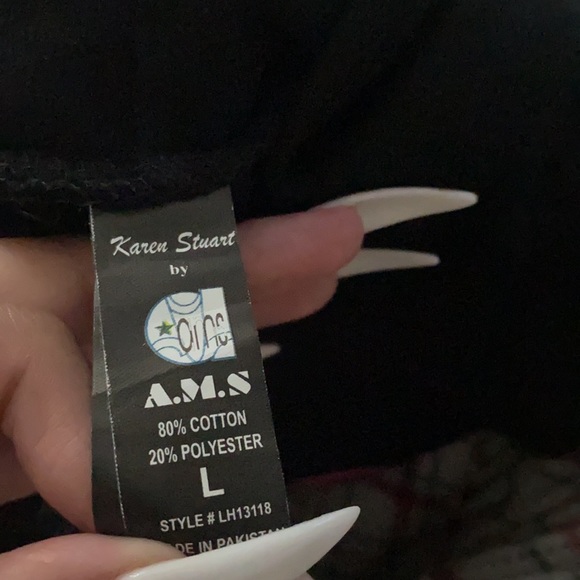 Karen Stuart
by
A.M.S
80% COTTON
20% POLYESTER
L
STYLE # LH13118
DE IN PAKISTAN